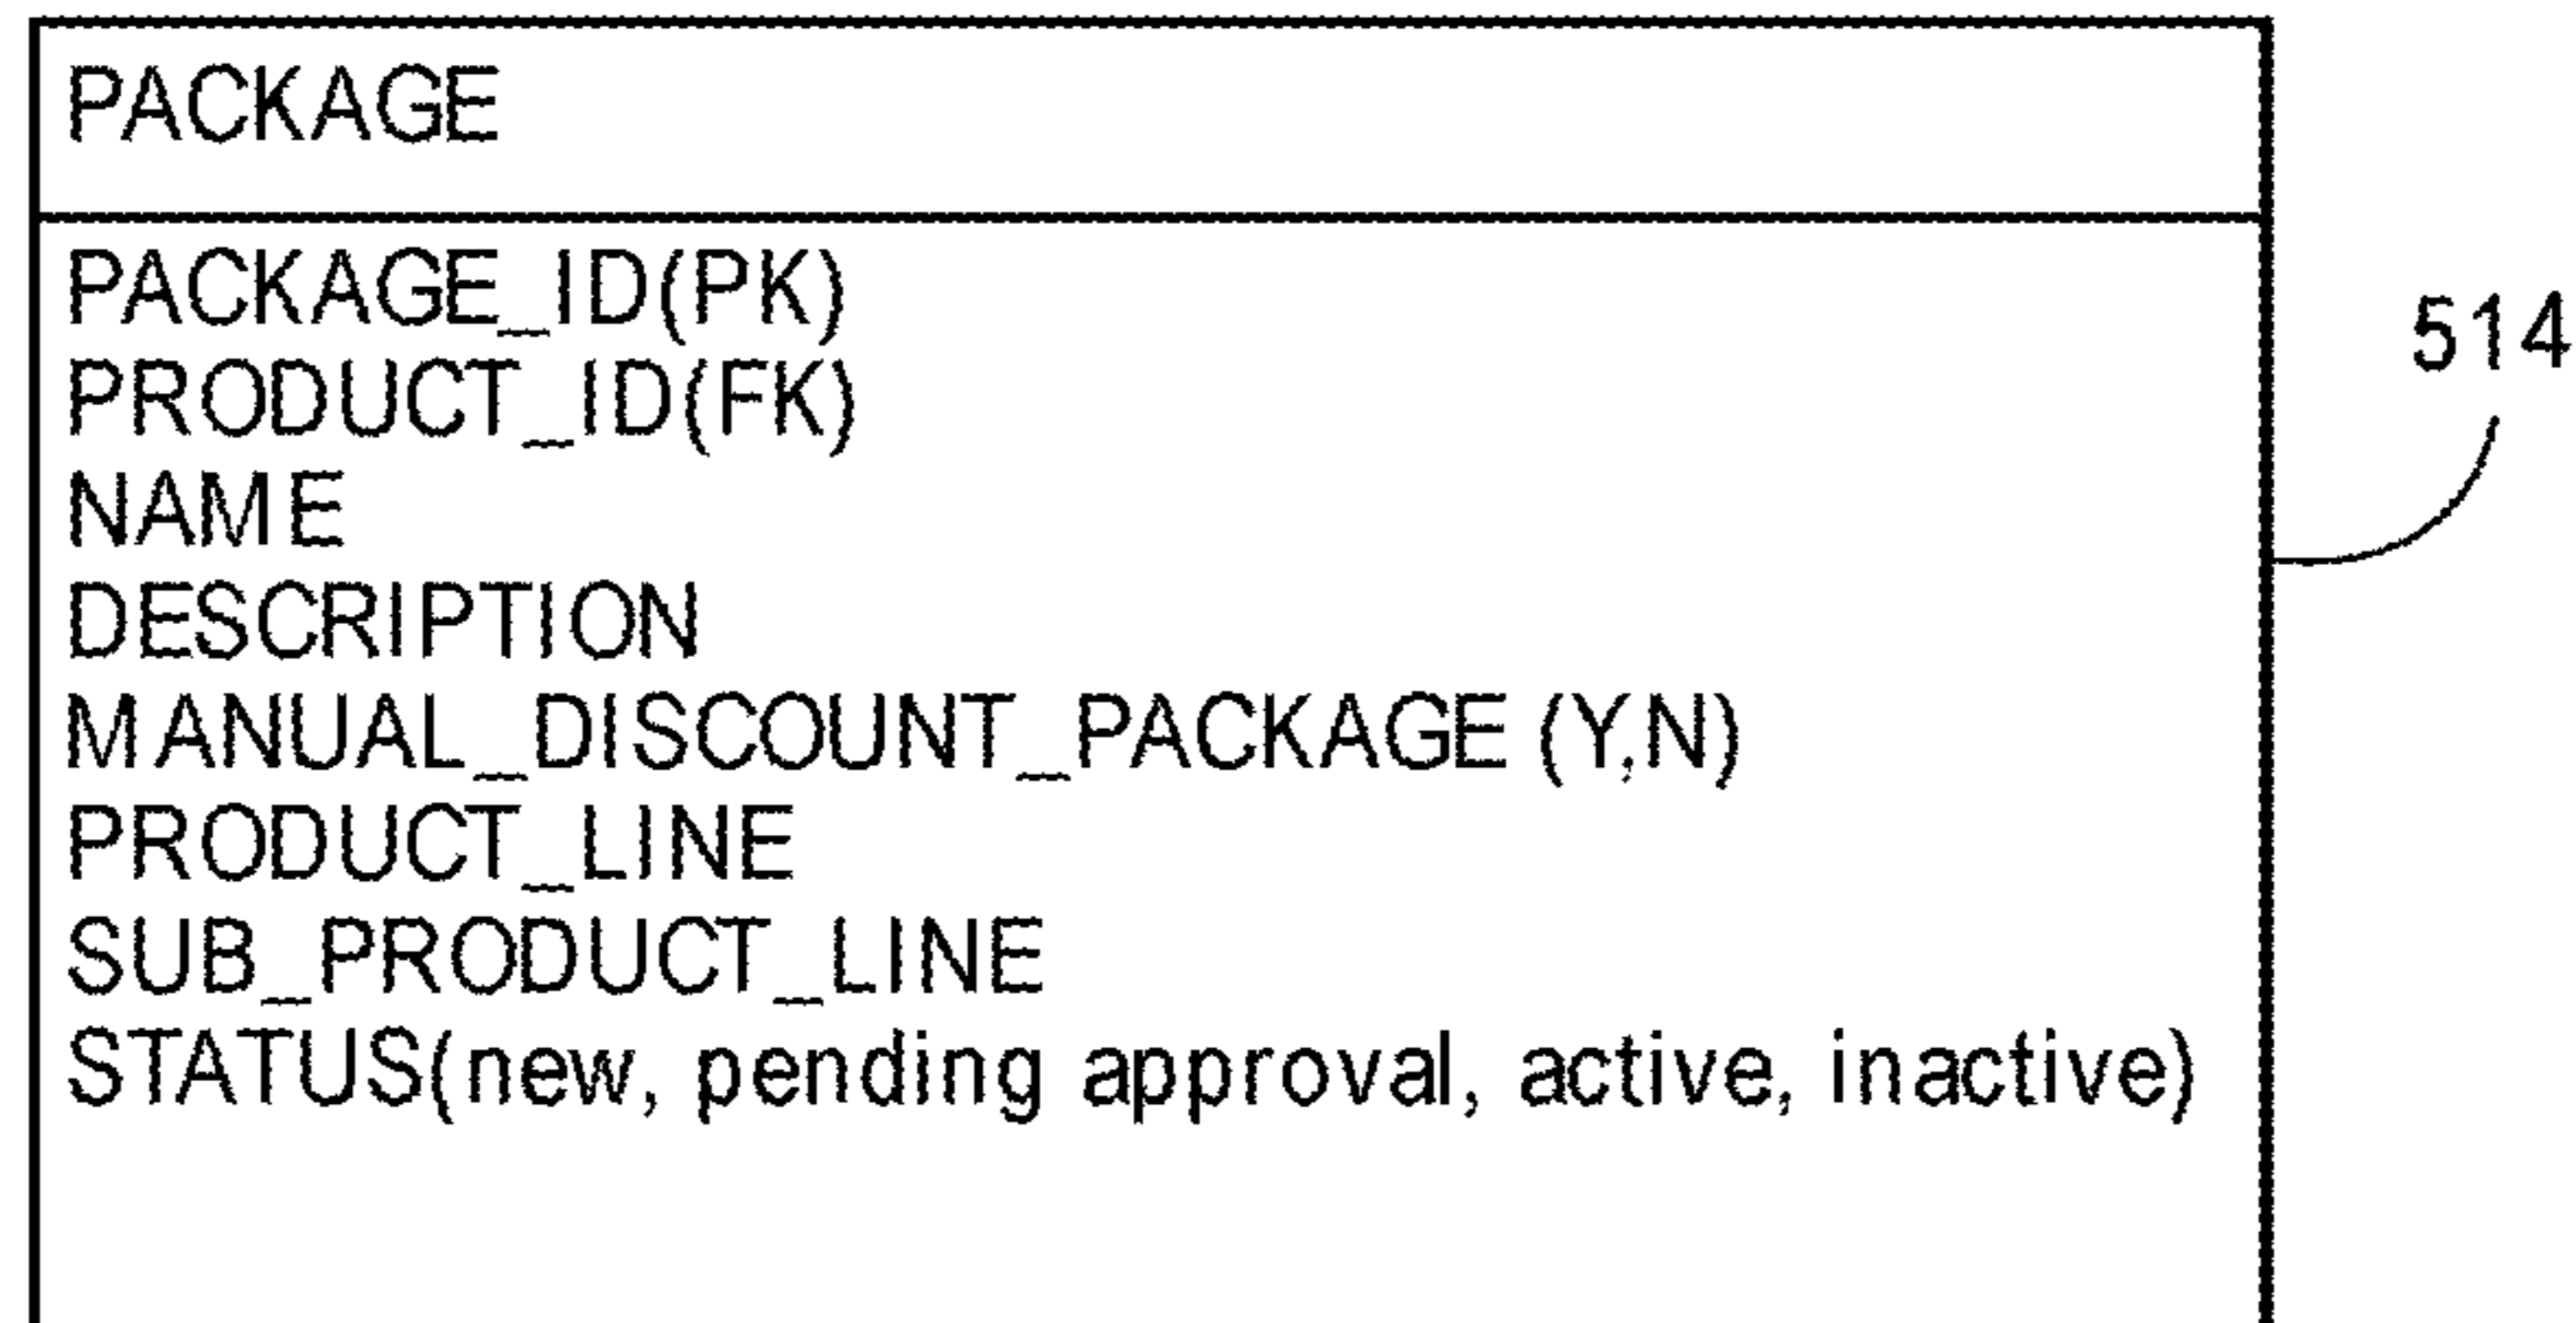 PACKAGE
PACKAGE_ID(PK)
PRODUCT_ID(FK)
NAME
DESCRIPTION
MANUAL_DISCOUNT_PACKAGE (Y,N)
PRODUCT_LINE
SUB_PRODUCT_LINE
STATUS(new, pending approval, active, inactive)
514